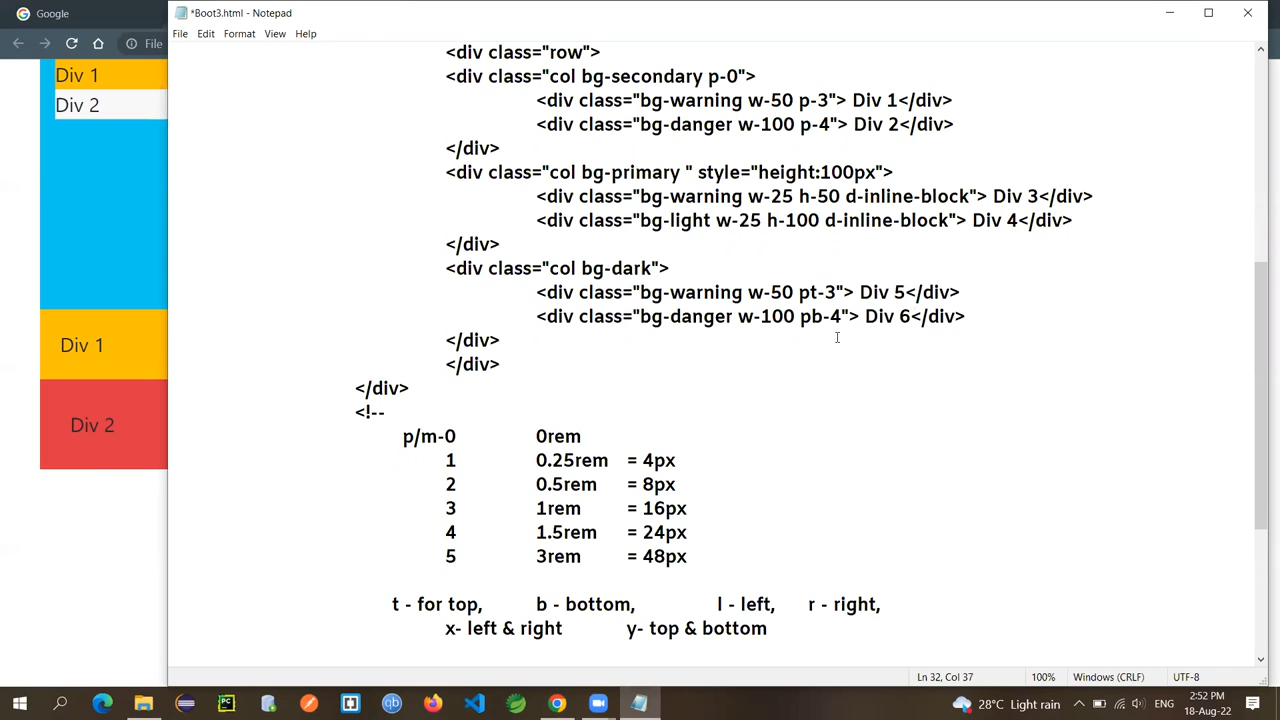 Google
*Boot3.html - Notepad
File Edit Format View Help
File
Div 1
Div 2
Div 1
Div 2
<div class="row">
<div class="col bg-secondary p-0">
<div class="bg-warning w-50 p-3"> Div 1</div>
<div class="bg-danger w-100 p-4"> Div 2</div>
</div>
<div class="col bg-primary " style="height:100px">
<div class="bg-warning w-25 h-50 d-inline-block"> Div 3</div>
<div class="bg-light w-25 h-100 d-inline-block"> Div 4</div>
</div>
<div class="col bg-dark">
<div class="bg-warning w-50 pt-3"> Div 5</div>
<div class="bg-danger w-100 pb-4"> Div 6</div>
</div>
</div>
</div>
<!--
p/m-0 0rem
1 0.25rem = 4px
2 0.5rem = 8px
3 1rem = 16px
4 1.5rem = 24px
5 3rem = 48px
t - for top, b - bottom, l - left, r - right,
x- left & right y- top & bottom
Ln 32, Col 37 100% Windows (CRLF) UTF-8
PC qb 28°C Light rain ENG 2:52 PM
18-Aug-22